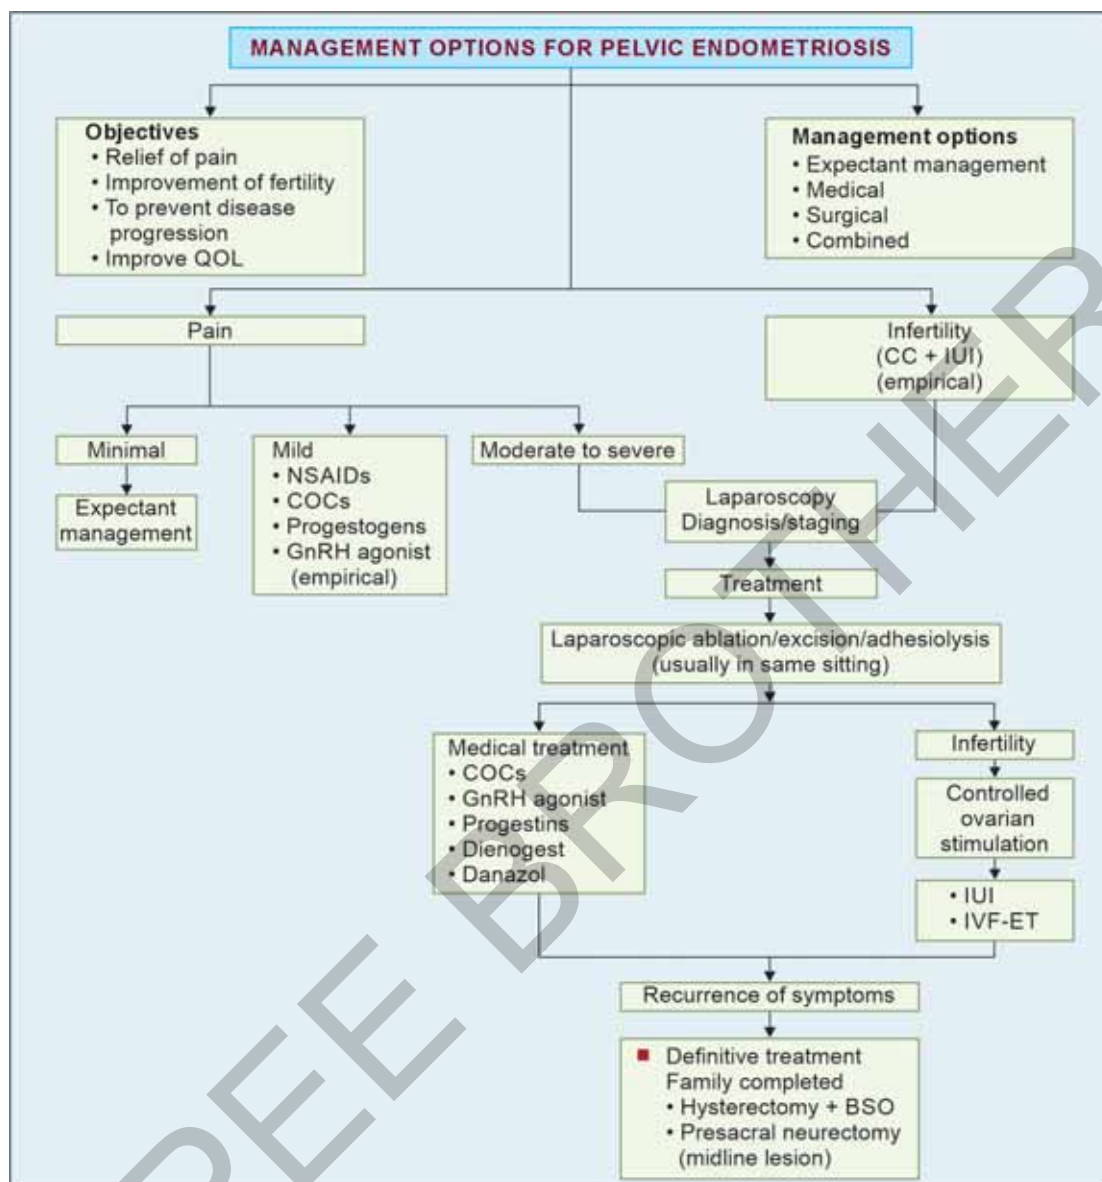 MANAGEMENT OPTIONS FOR PELVIC ENDOMETRIOSIS
Objectives
• Relief of pain
• Improvement of fertility
• To prevent disease
progression
• Improve QOL
Management options
• Expectant management
• Medical
• Surgical
• Combined
Pain
Infertility
(CC + IUI)
(empirical)
Minimal
Expectant
management
Mild
• NSAIDs
• COCs
• Progestogens
• GnRH agonist
(empirical)
Moderate to severe
Laparoscopy
Diagnosis/staging
Treatment
Laparoscopic ablation/excision/adhesiolysis
(usually in same sitting)
Medical treatment
• COCs
• GnRH agonist
• Progestins
• Dienogest
• Danazol
Infertility
Controlled
ovarian
stimulation
• IUI
• IVF-ET
Recurrence of symptoms
■ Definitive treatment
Family completed
• Hysterectomy + BSO
• Presacral neurectomy
(midline lesion)
REE BROTHER